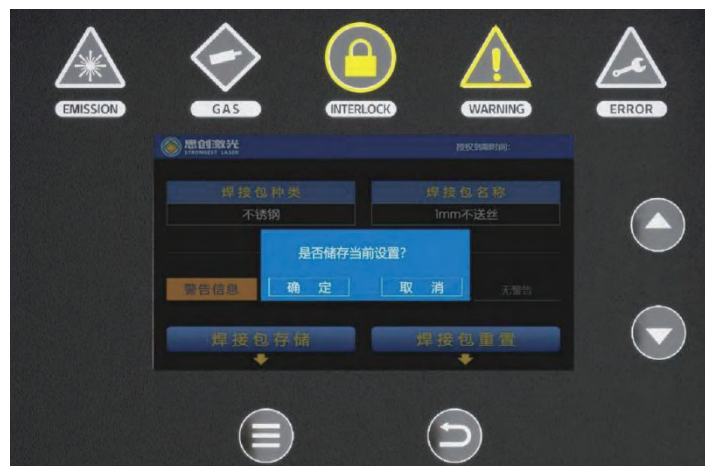 EMISSION
GAS
INTERLOCK
WARNING
ERROR
思创激光
STRONGEST LASER
授权到期时间:
焊接包种类
焊接包名称
不锈钢
1mm不送丝
是否储存当前设置?
警告信息
确 定
取 消
无警告
焊接包存储
焊接包重置